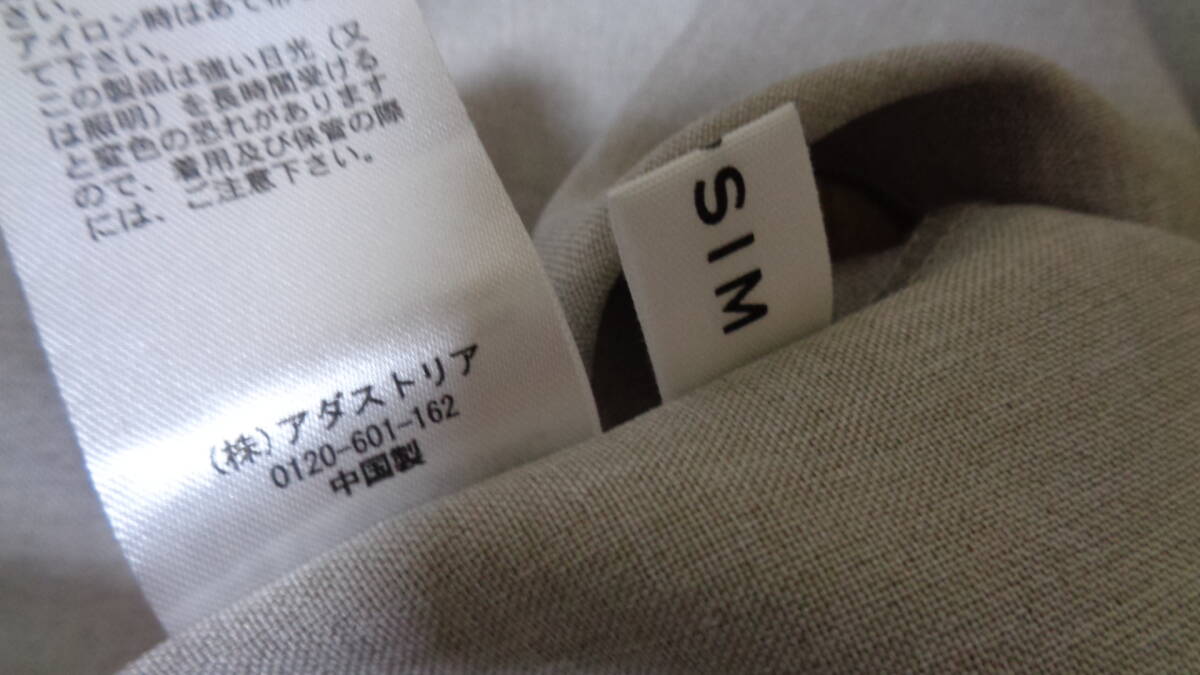 さい。
アイロン時はあて布
て下さい。
この製品は強い日光（又
は照明）を長時間受ける
と変色の恐れがあります
ので、着用及び保管の際
には、ご注意下さい。
(株)アダストリア
0120-601-162
中国製
SIM